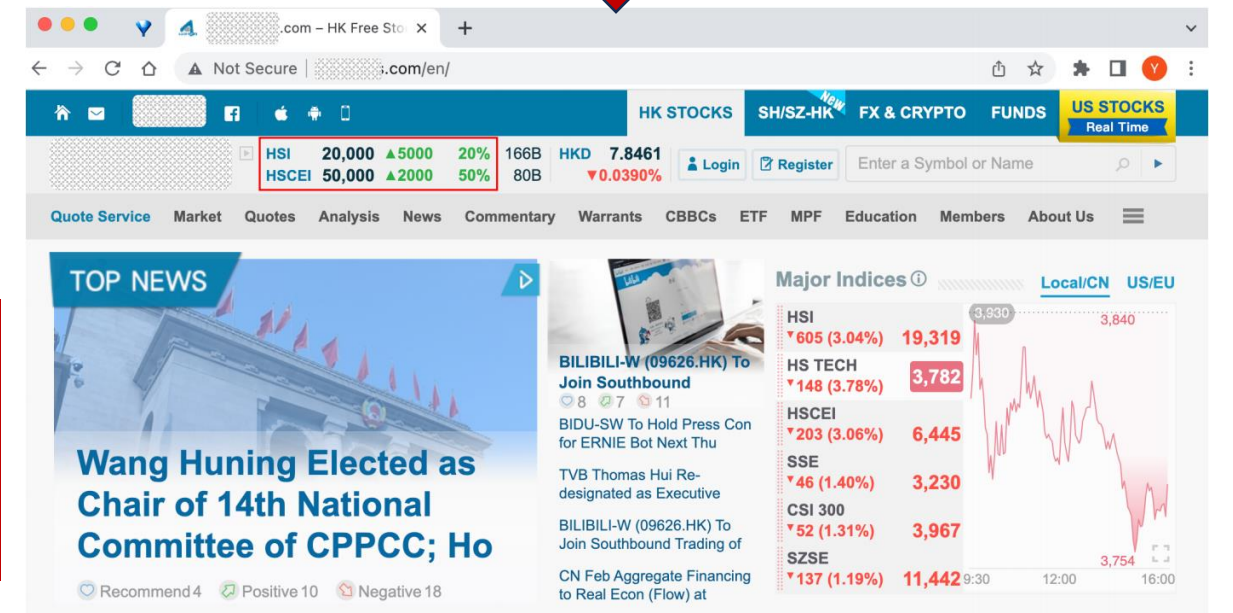 .com – HK Free Sto
Not Secure
.com/en/
Y
HK STOCKS
SH/SZ-HK
New
FX & CRYPTO
FUNDS
US STOCKS
Real Time
HSI 20,000 ▲5000 20% 166B
HSCEI 50,000 ▲2000 50% 80B
HKD 7.8461
▼0.0390%
Login
Register
Enter a Symbol or Name
Quote Service Market Quotes Analysis News Commentary Warrants CBBCs ETF MPF Education Members About Us
TOP NEWS
Wang Huning Elected as
Chair of 14th National
Committee of CPPCC; Ho
Recommend 4 Positive 10 Negative 18
BILIBILI-W (09626.HK) To
Join Southbound
8 7 11
BIDU-SW To Hold Press Con
for ERNIE Bot Next Thu
TVB Thomas Hui Re-
designated as Executive
BILIBILI-W (09626.HK) To
Join Southbound Trading of
CN Feb Aggregate Financing
to Real Econ (Flow) at
Major Indices
Local/CN US/EU
HSI
▼605 (3.04%) 19,319
HS TECH
▼148 (3.78%) 3,782
HSCEI
▼203 (3.06%) 6,445
SSE
▼46 (1.40%) 3,230
CSI 300
▼52 (1.31%) 3,967
SZSE
▼137 (1.19%) 11,442
3,930
3,840
3,754
9:30 12:00 16:00